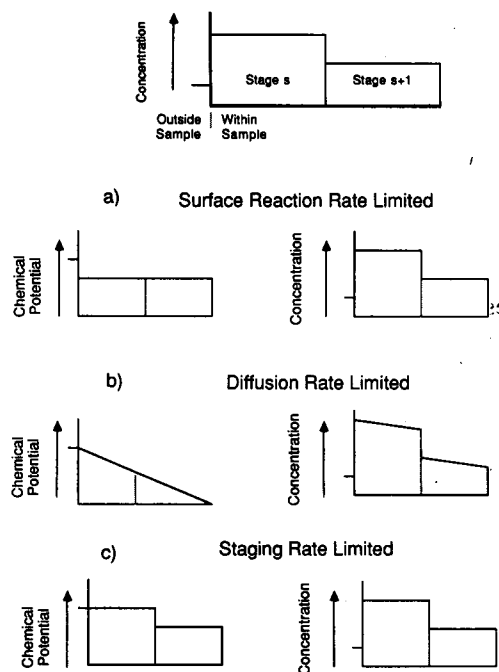 Concentration
Stage s
Stage s+1
Outside
Sample
Within
Sample
a)
Surface Reaction Rate Limited
Chemical
Potential
Concentration
b)
Diffusion Rate Limited
Chemical
Potential
Concentration
c)
Staging Rate Limited
Chemical
Potential
Concentration